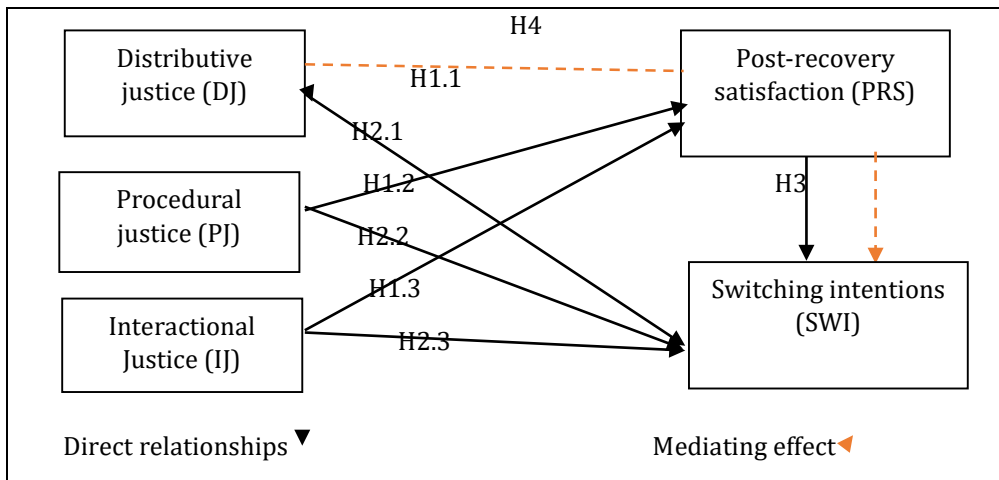 H4
Distributive
justice (DJ)
H1.1
Post-recovery
satisfaction (PRS)
H2.1
Procedural
justice (PJ)
H1.2
H3
H2.2
Interactional
Justice (IJ)
H1.3
H2.3
Switching intentions
(SWI)
Direct relationships
Mediating effect